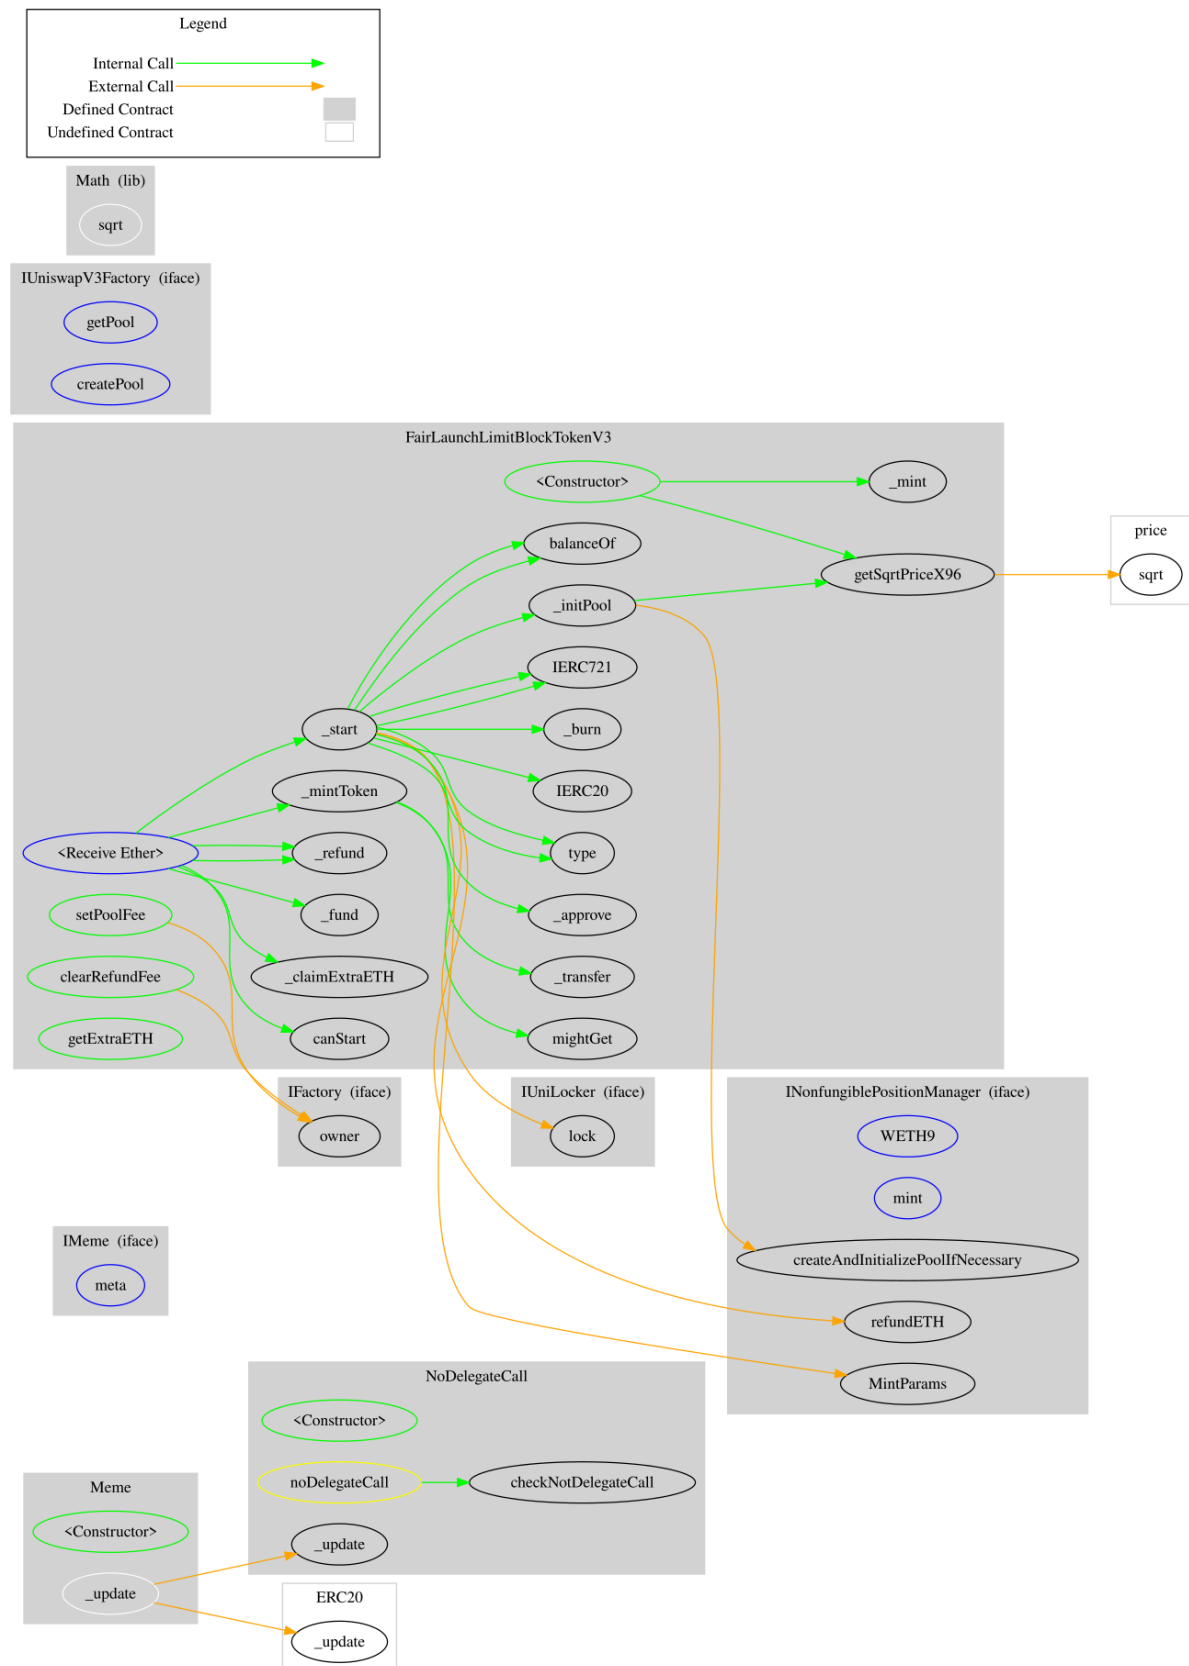 Legend
Internal Call
External Call
Defined Contract
Undefined Contract
Math (lib)
sqrt
IUniswapV3Factory (iface)
getPool
createPool
FairLaunchLimitBlockTokenV3
<Constructor>
_mint
balanceOf
getSqrtPriceX96
_initPool
IERC721
_start
_burn
_mintToken
IERC20
<Receive Ether>
_refund
type
setPoolFee
_fund
_approve
clearRefundFee
_claimExtraETH
_transfer
getExtraETH
canStart
mightGet
price
sqrt
IFactory (iface)
owner
IUniLocker (iface)
lock
INonfungiblePositionManager (iface)
WETH9
mint
createAndInitializePoolIfNecessary
refundETH
MintParams
IMeme (iface)
meta
NoDelegateCall
<Constructor>
noDelegateCall
checkNotDelegateCall
_update
Meme
<Constructor>
_update
ERC20
_update